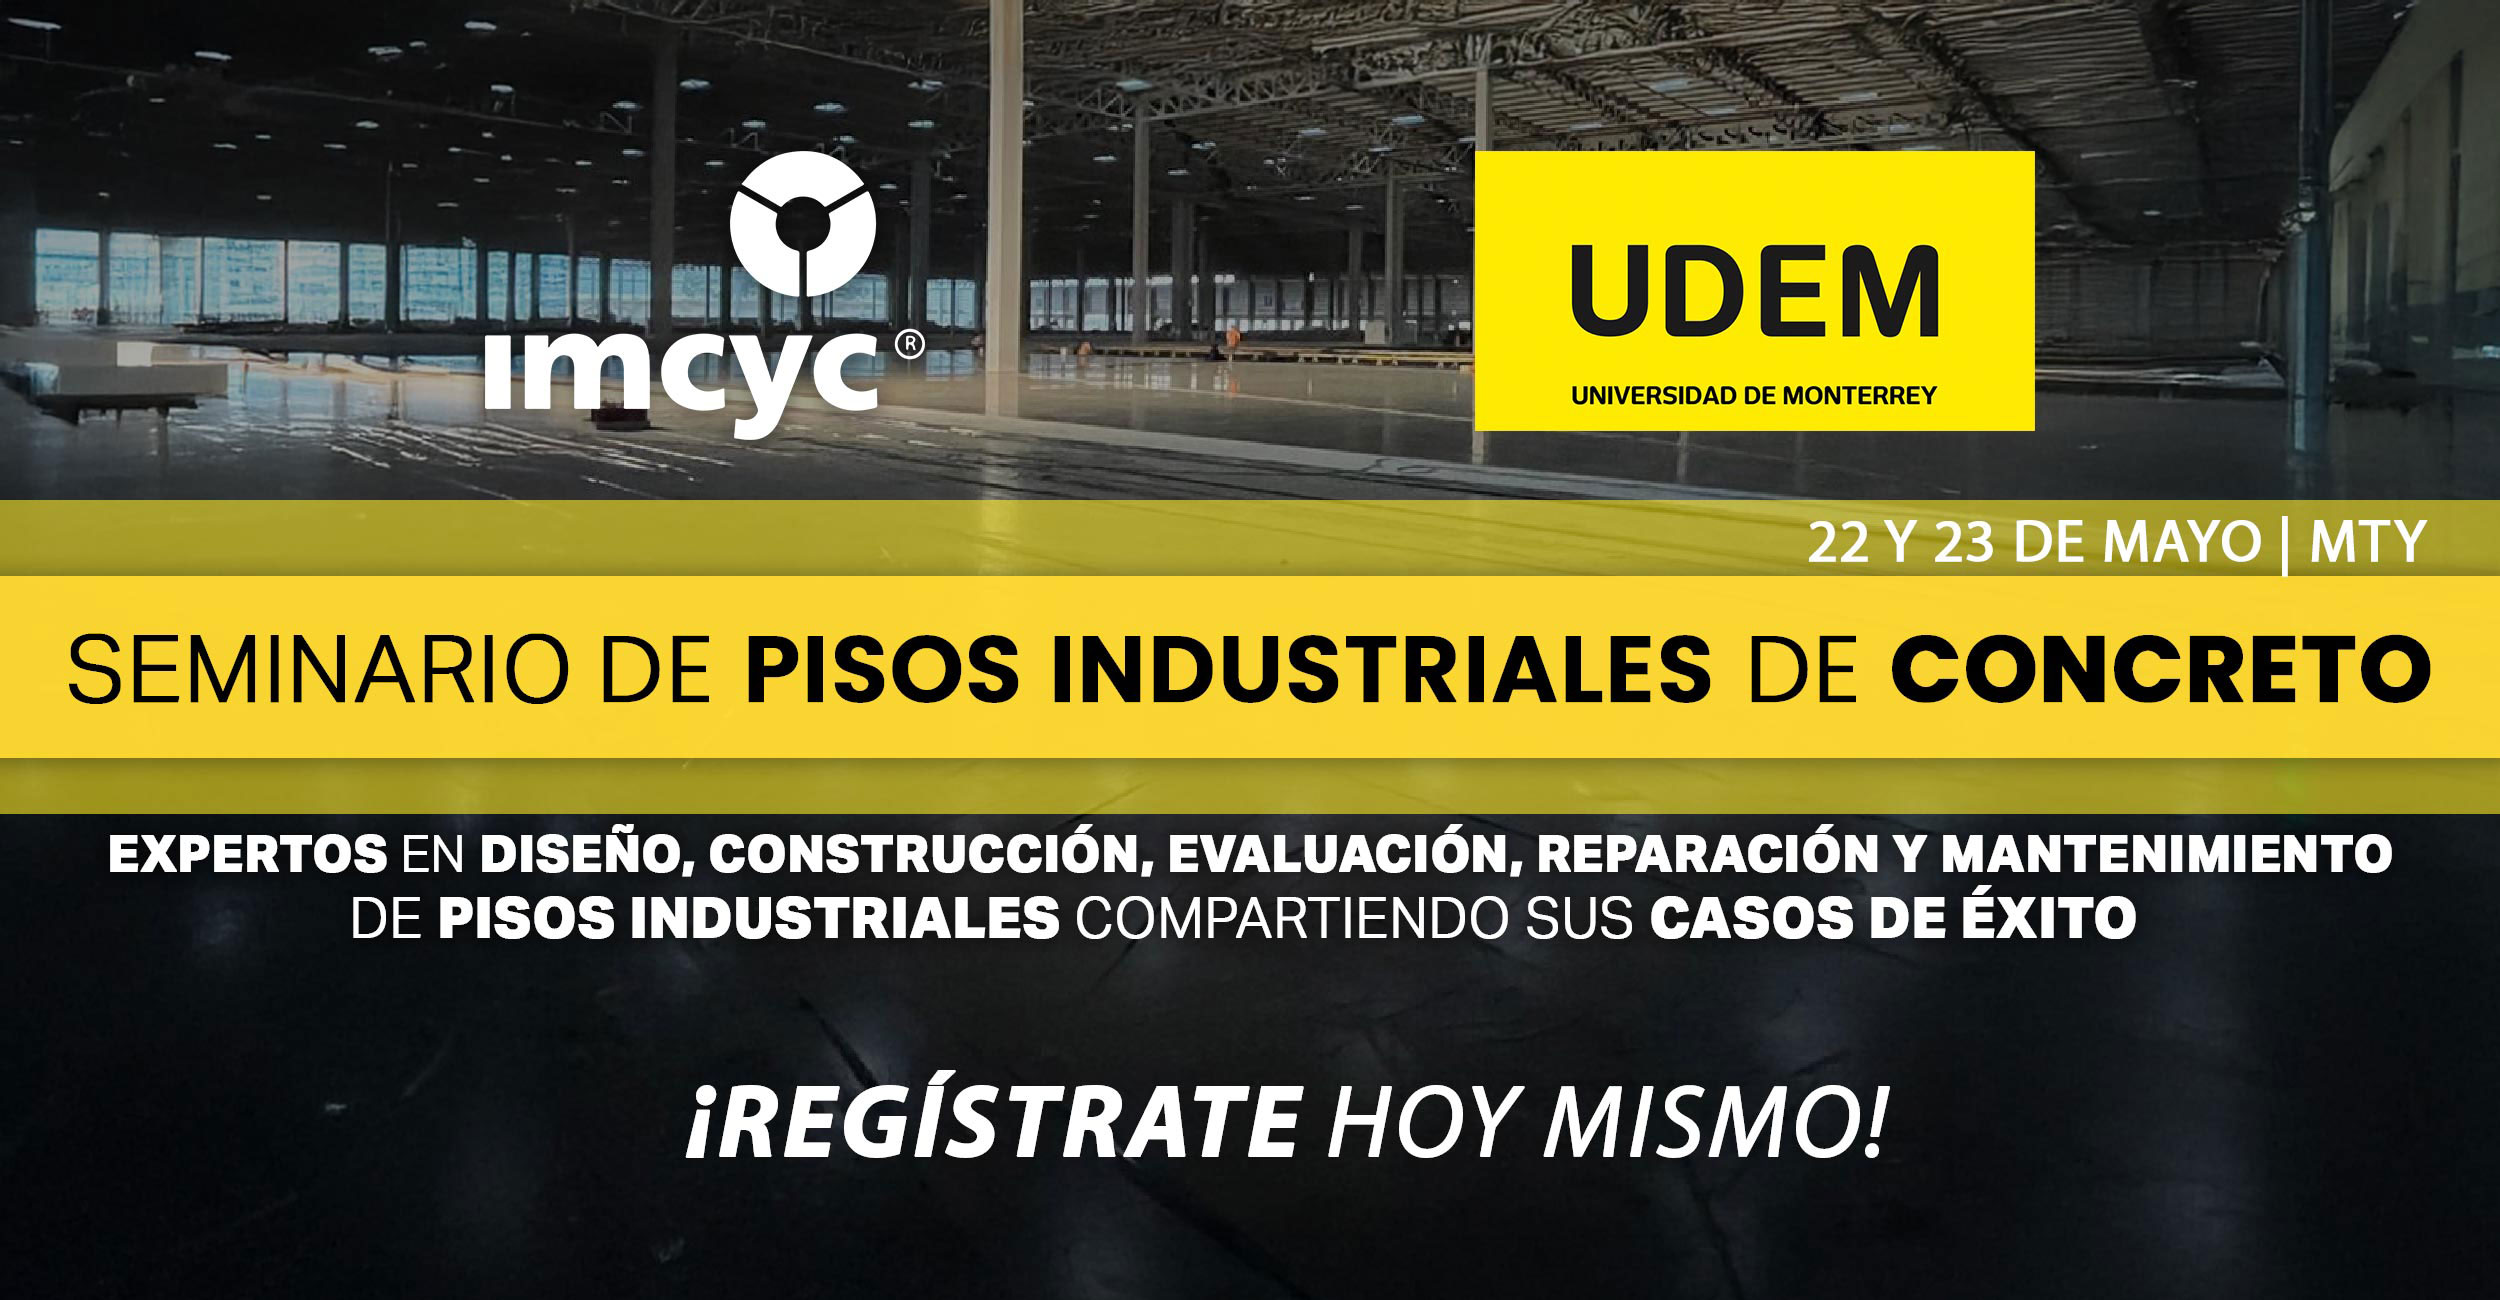 imcyc®
UDEM
UNIVERSIDAD DE MONTERREY
22 Y 23 DE MAYO | MTY
SEMINARIO DE PISOS INDUSTRIALES DE CONCRETO
EXPERTOS EN DISEÑO, CONSTRUCCIÓN, EVALUACIÓN, REPARACIÓN Y MANTENIMIENTO
DE PISOS INDUSTRIALES COMPARTIENDO SUS CASOS DE ÉXITO
¡REGÍSTRATE HOY MISMO!